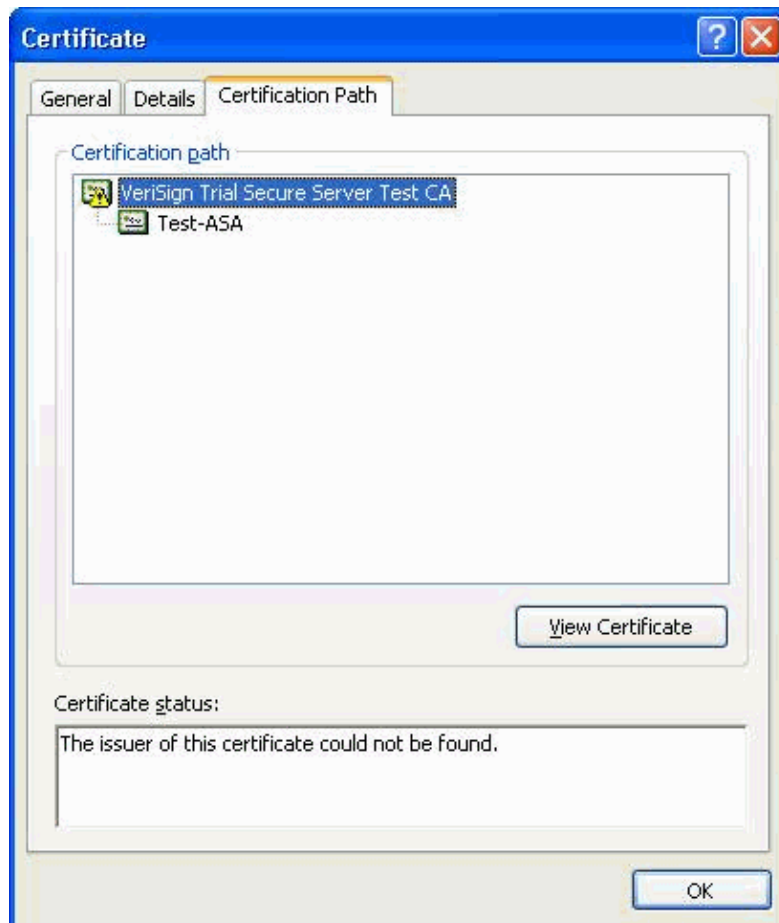 Certificate
?
General Details Certification Path
Certification path
VeriSign Trial Secure Server Test CA
Test-ASA
View Certificate
Certificate status:
The issuer of this certificate could not be found.
OK